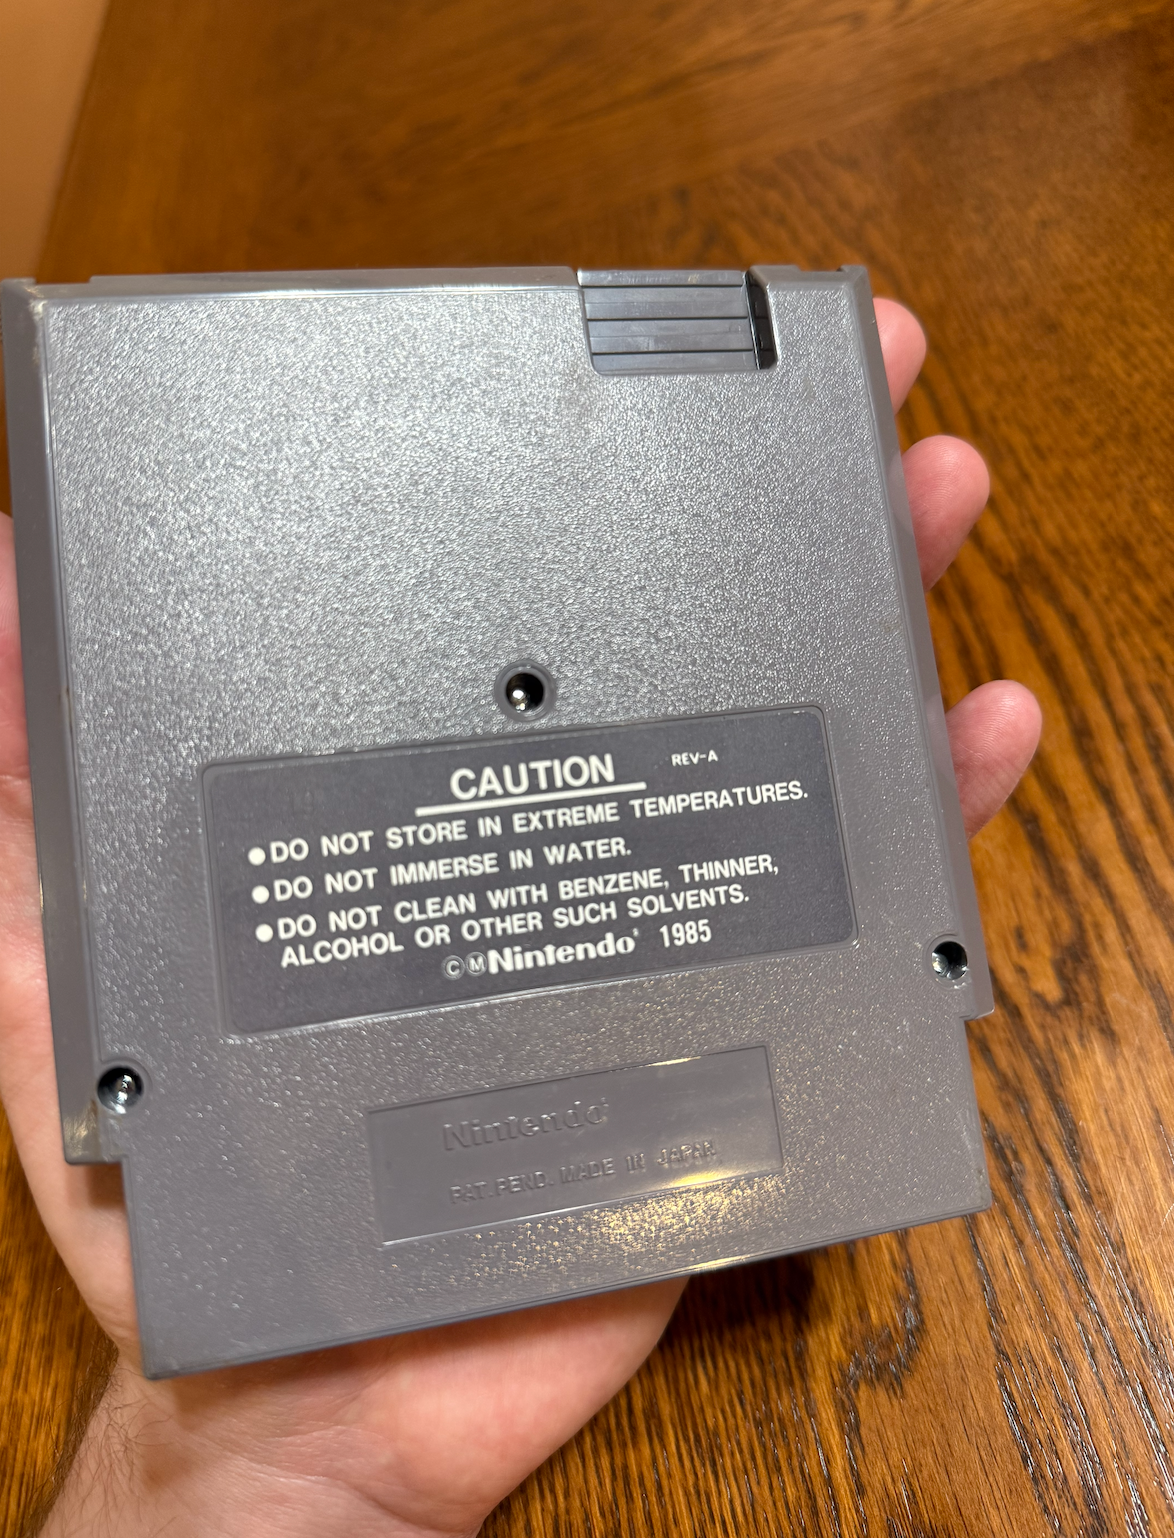 CAUTION REV-A
●DO NOT STORE IN EXTREME TEMPERATURES.
●DO NOT IMMERSE IN WATER.
●DO NOT CLEAN WITH BENZENE, THINNER,
ALCOHOL OR OTHER SUCH SOLVENTS.
ⒸⓂNintendo® 1985
Nintendo®
PAT. PEND. MADE IN JAPAN